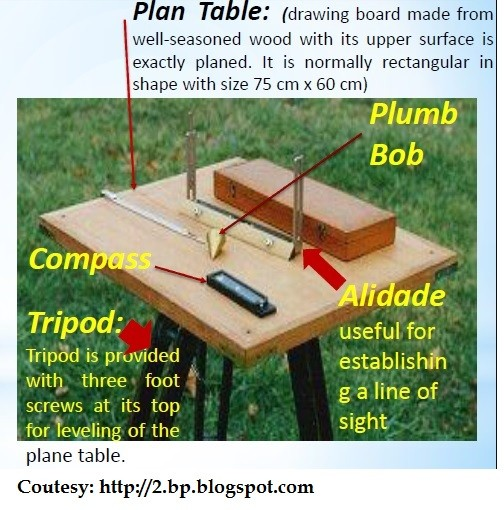 Plan Table: (drawing board made from
well-seasoned wood with its upper surface is
exactly planed. It is normally rectangular in
shape with size 75 cm x 60 cm)
Plumb
Bob
Compass
Alidade
useful for
establishin
g a line of
sight
Tripod:
Tripod is provided
with three foot
screws at its top
for leveling of the
plane table.
Coutesy: http://2.bp.blogspot.com